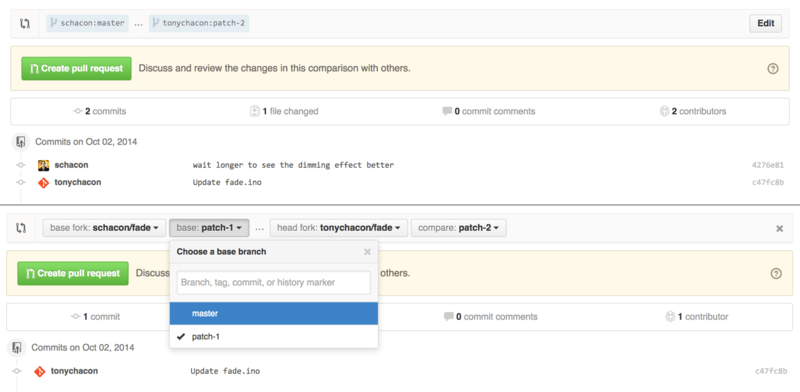 schacon:master ... tonychacon:patch-2 Edit
Create pull request Discuss and review the changes in this comparison with others. ?
2 commits 1 file changed 0 commit comments 2 contributors
Commits on Oct 02, 2014
schacon wait longer to see the dimming effect better 4276e81
tonychacon Update fade.ino c47fc8b
base fork: schacon/fade base: patch-1 ... head fork: tonychacon/fade compare: patch-2
Choose a base branch
Create pull request Discus others. ?
Branch, tag, commit, or history marker
master
1 commit 0 commit comments 1 contributor
patch-1
Commits on Oct 02, 2014
tonychacon Update fade.ino c47fc8b